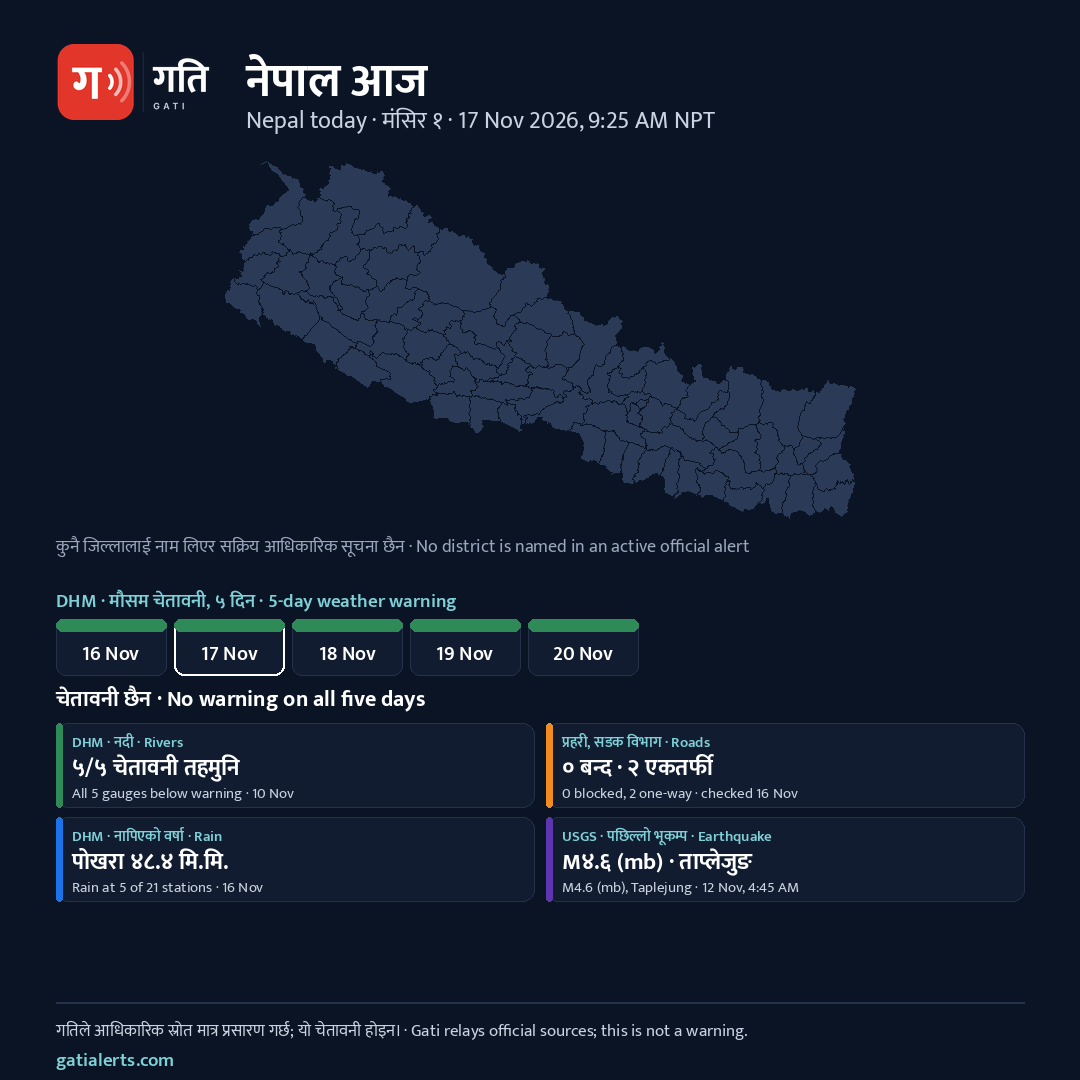 ग गति
GATI
नेपाल आज
Nepal today · मंसिर १ · 17 Nov 2026, 9:25 AM NPT
कुनै जिल्लालाई नाम लिएर सक्रिय आधिकारिक सूचना छैन · No district is named in an active official alert
DHM · मौसम चेतावनी, ५ दिन · 5-day weather warning
16 Nov 17 Nov 18 Nov 19 Nov 20 Nov
चेतावनी छैन · No warning on all five days
DHM · नदी · Rivers
५/५ चेतावनी तहमुनि
All 5 gauges below warning · 10 Nov
प्रहरी, सडक विभाग · Roads
० बन्द · २ एकतर्फी
0 blocked, 2 one-way · checked 16 Nov
DHM · नापिएको वर्षा · Rain
पोखरा ४८.४ मि.मि.
Rain at 5 of 21 stations · 16 Nov
USGS · पछिल्लो भूकम्प · Earthquake
M४.६ (mb) · ताप्लेजुङ
M4.6 (mb), Taplejung · 12 Nov, 4:45 AM
गतिले आधिकारिक स्रोत मात्र प्रसारण गर्छ; यो चेतावनी होइन। · Gati relays official sources; this is not a warning.
gatialerts.com